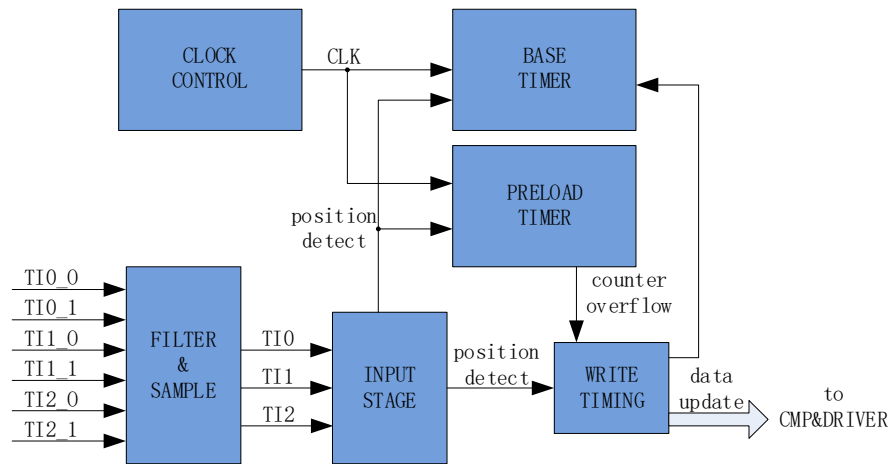 CLOCK
CONTROL
CLK
BASE
TIMER
PRELOAD
TIMER
position
detect
counter
overflow
TI0_0
TI0_1
TI1_0
TI1_1
TI2_0
TI2_1
FILTER
&
SAMPLE
TI0
TI1
TI2
INPUT
STAGE
position
detect
WRITE
TIMING
data
update
to
CMP&DRIVER